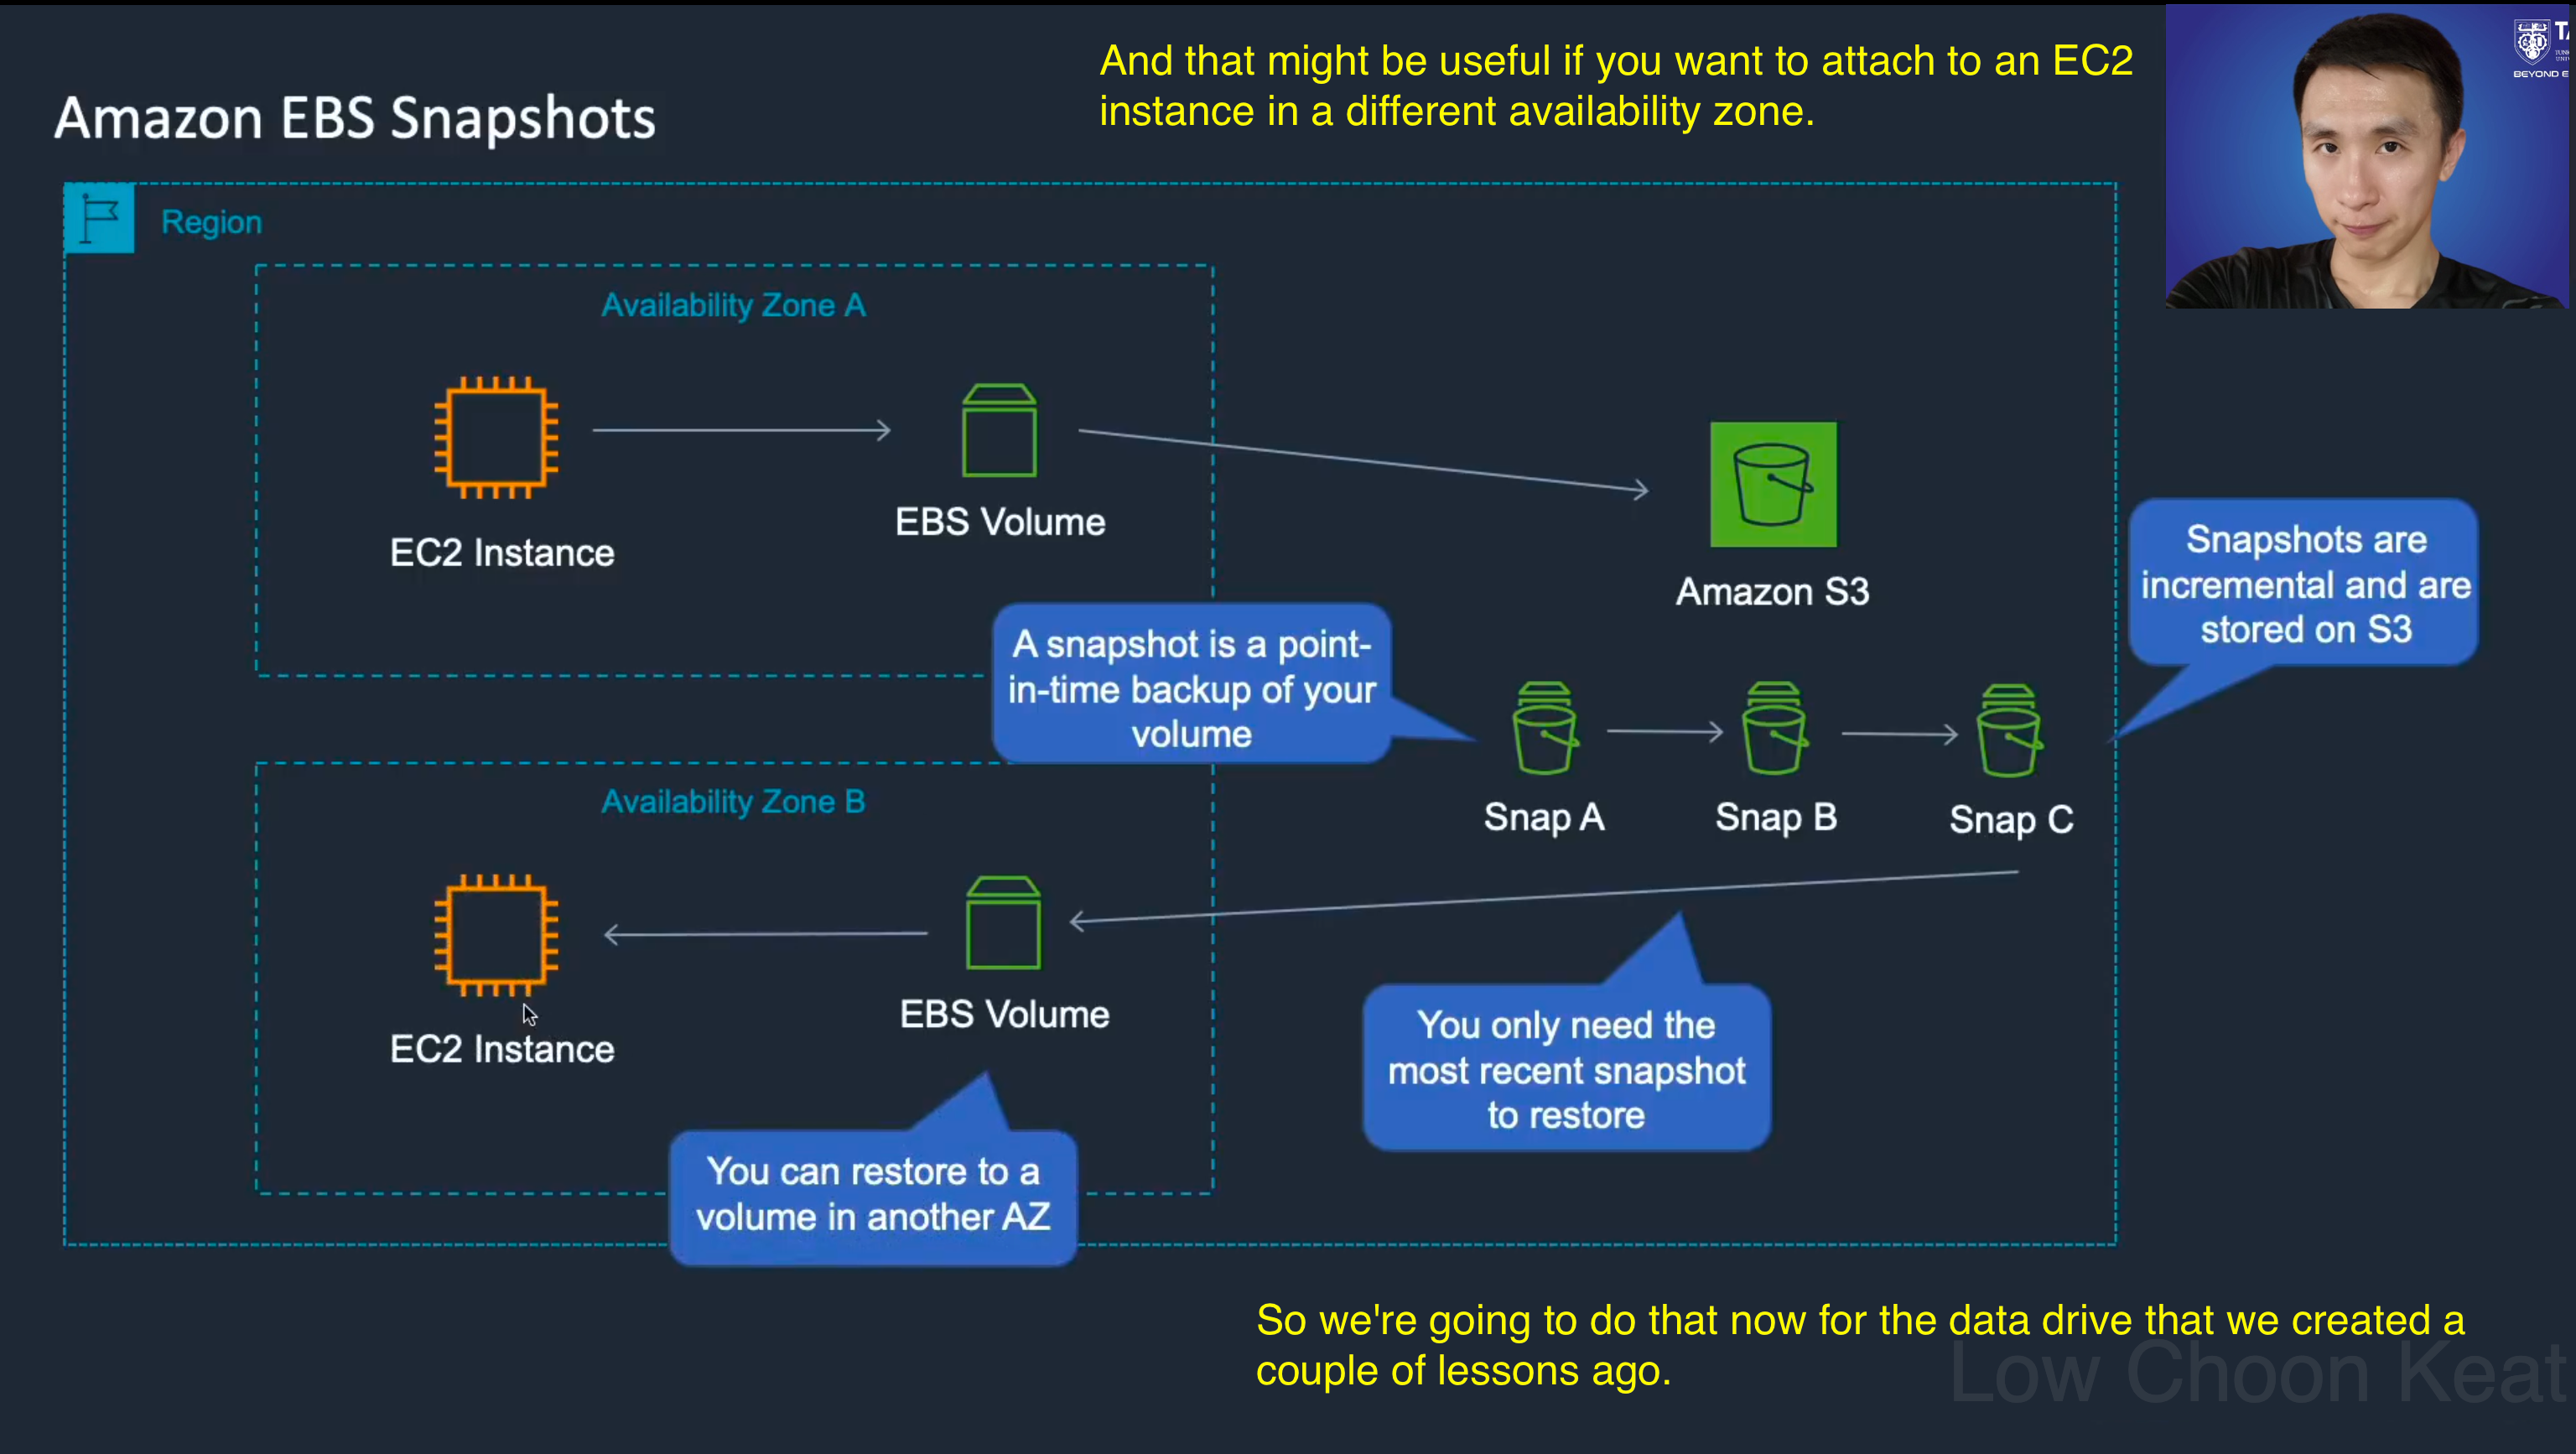 And that might be useful if you want to attach to an EC2
instance in a different availability zone.
Amazon EBS Snapshots
Region
Availability Zone A
EC2 Instance
EBS Volume
Amazon S3
Snapshots are
incremental and are
stored on S3
A snapshot is a point-
in-time backup of your
volume
Snap A
Snap B
Snap C
Availability Zone B
EC2 Instance
EBS Volume
You only need the
most recent snapshot
to restore
You can restore to a
volume in another AZ
So we're going to do that now for the data drive that we created a
couple of lessons ago.
Low Choon Keat
BEYOND E